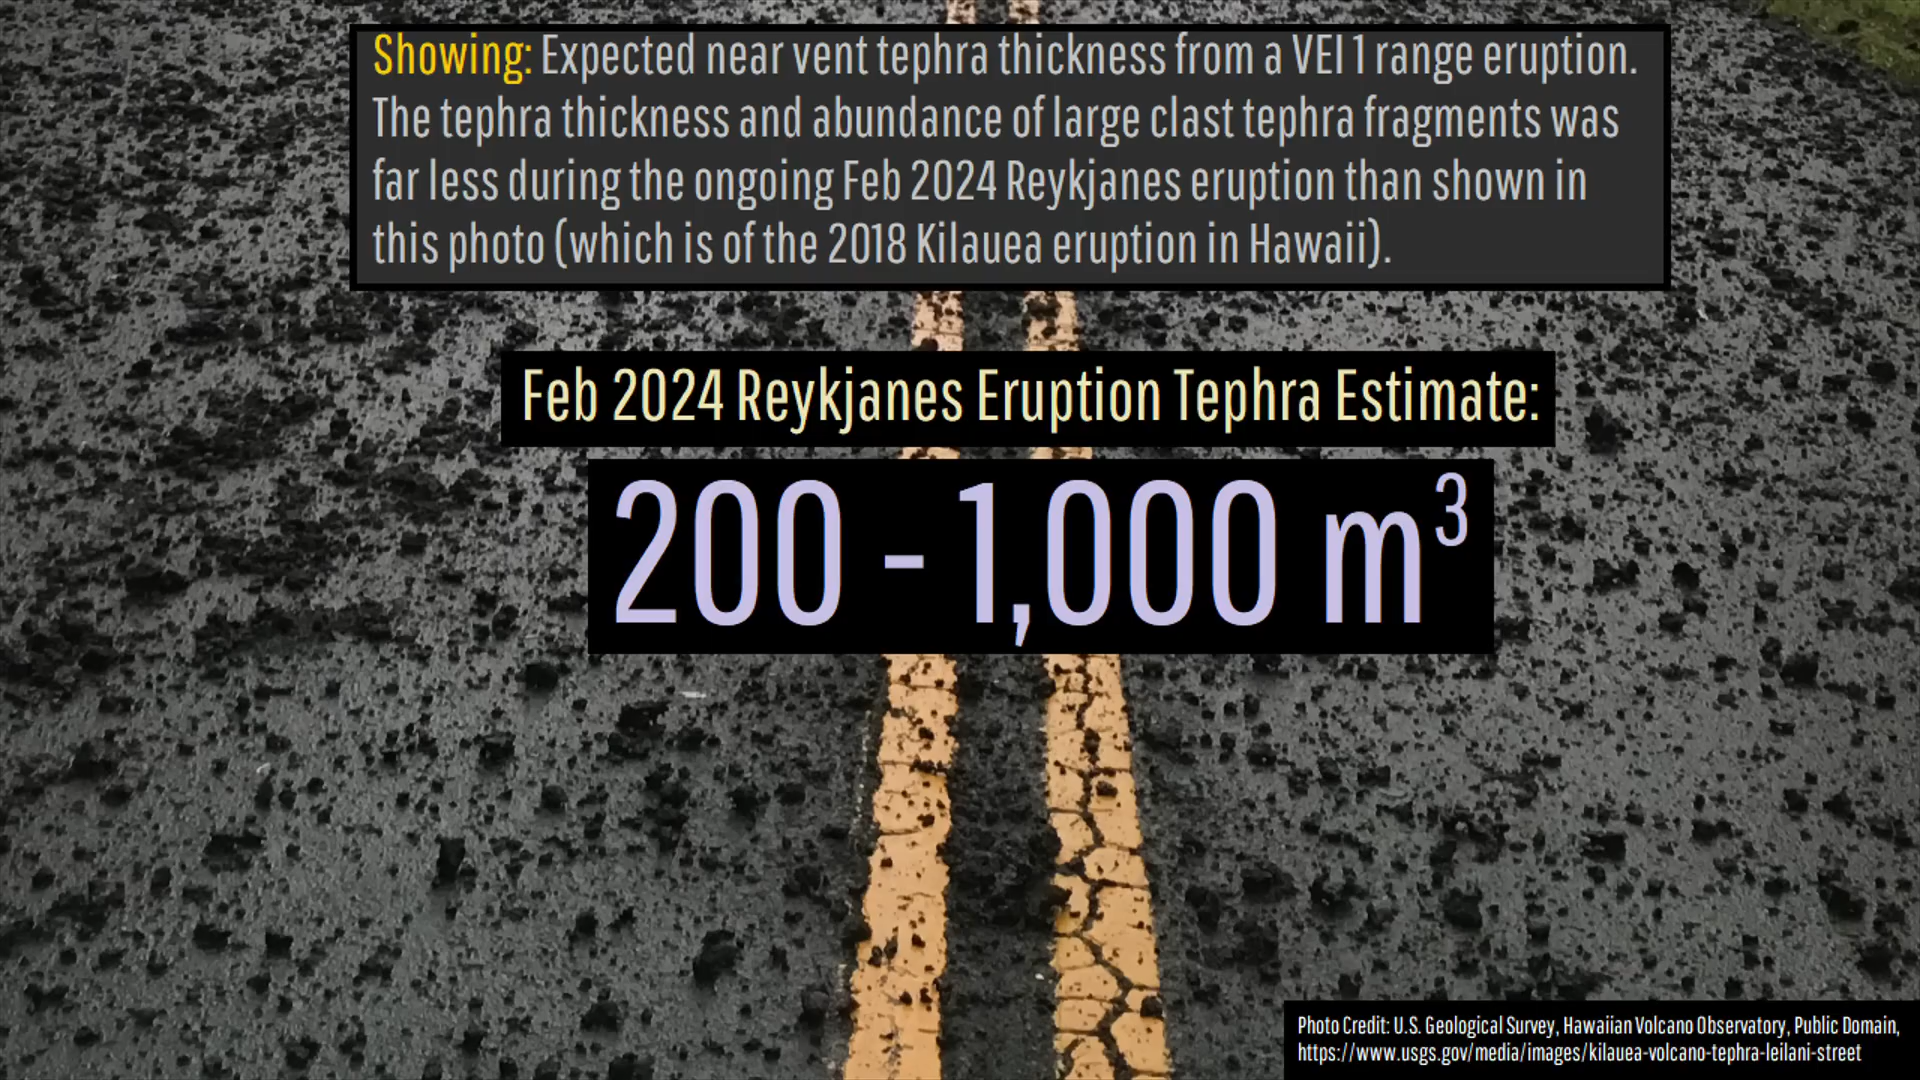 Showing: Expected near vent tephra thickness from a VEI 1 range eruption.
The tephra thickness and abundance of large clast tephra fragments was
far less during the ongoing Feb 2024 Reykjanes eruption than shown in
this photo (which is of the 2018 Kilauea eruption in Hawaii).
Feb 2024 Reykjanes Eruption Tephra Estimate:
200 - 1,000 m³
Photo Credit: U.S. Geological Survey, Hawaiian Volcano Observatory, Public Domain,
https://www.usgs.gov/media/images/kilauea-volcano-tephra-leilani-street